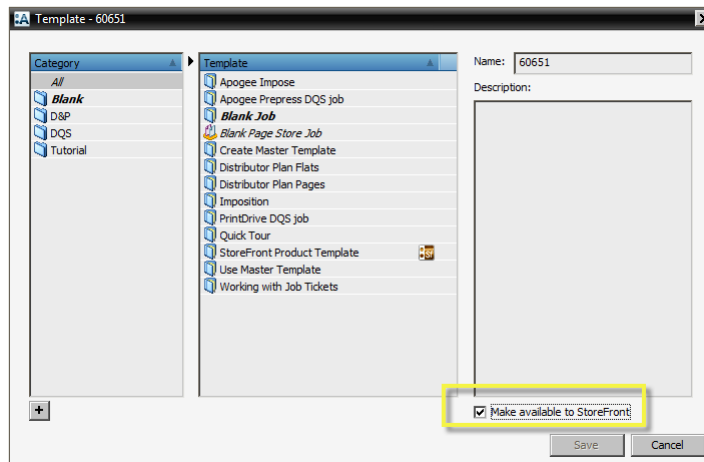 :A Template - 60651
Category
All
Blank
D&P
DQS
Tutorial
Template
Apogee Impose
Apogee Prepress DQS job
Blank Job
Blank Page Store Job
Create Master Template
Distributor Plan Flats
Distributor Plan Pages
Imposition
PrintDrive DQS job
Quick Tour
StoreFront Product Template
Use Master Template
Working with Job Tickets
Name: 60651
Description:
Make available to StoreFront
+
Save Cancel